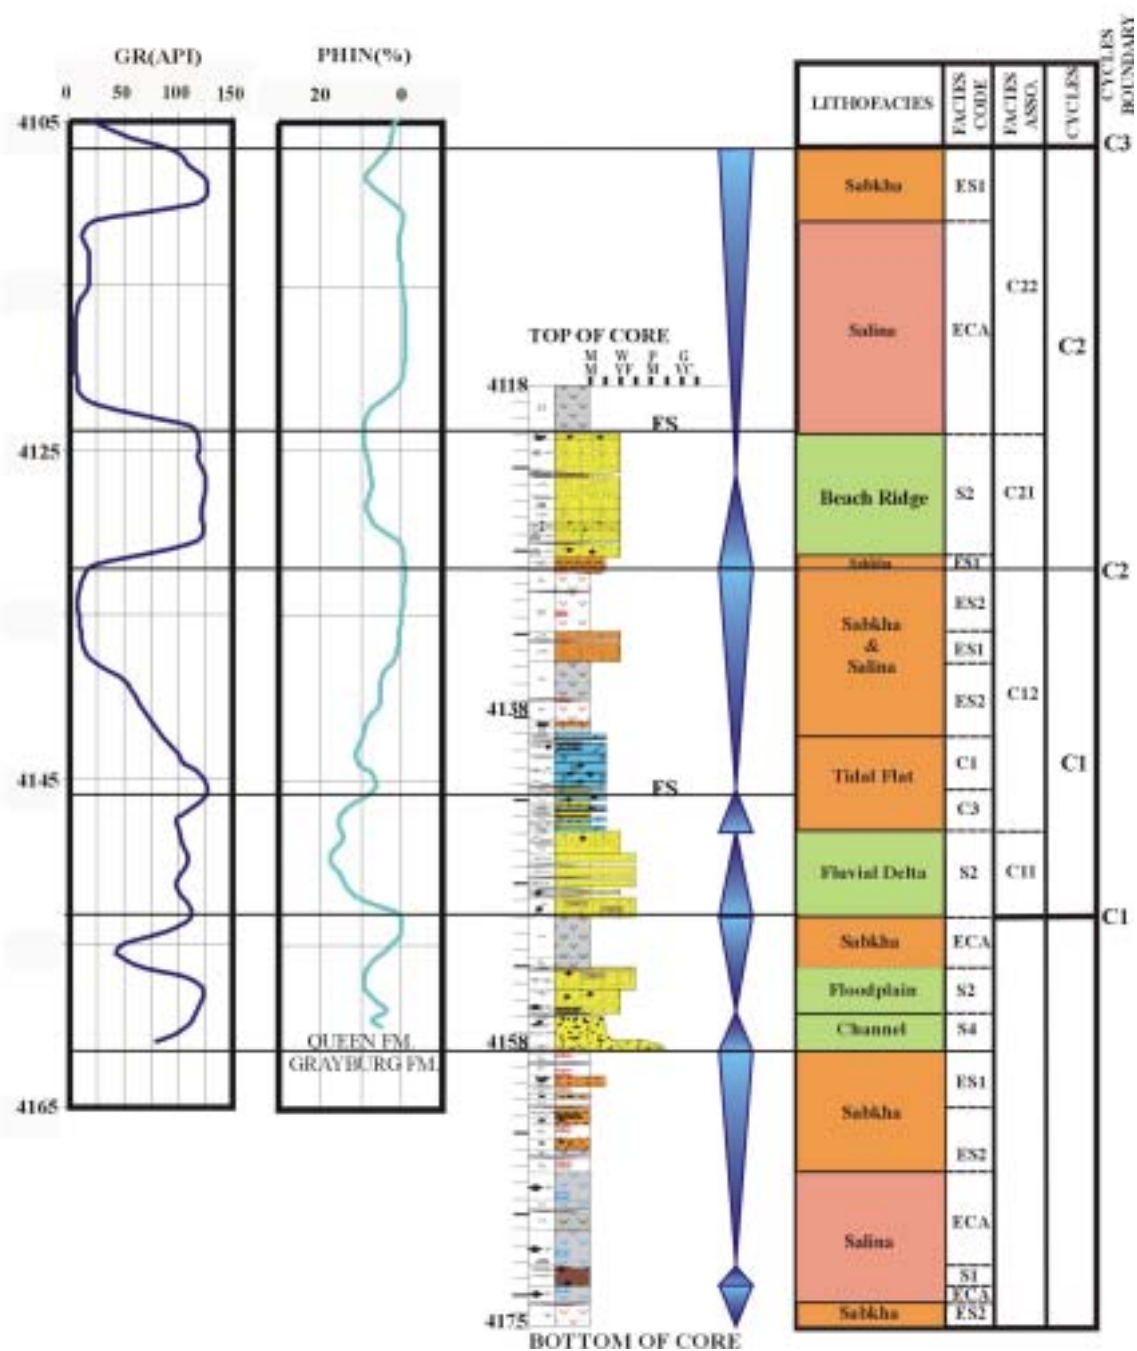 GR(API)
PHIN(%)
0 50 100 150
20 0
LITHOFACIES
FACIES CODE
FACIES ASSO.
CYCLES
CYCLES BOUNDARY
4105
C3
Sabkha
ES1
Salina
ECA
C22
C2
TOP OF CORE
M W P G
M VF M VC
4118
FS
4125
Beach Ridge
S2
C21
Sabkha
ES1
C2
Sabkha
&
Salina
ES2
ES1
ES2
C12
4138
C1
Tidal Flat
C1
4145
FS
C3
Fluvial Delta
S2
C11
C1
Sabkha
ECA
Floodplain
S2
Channel
S4
QUEEN FM.
4158
GRAYBURG FM.
ES1
4165
Sabkha
ES2
ECA
Salina
S1
ECA
4175
Sabkha
ES2
BOTTOM OF CORE